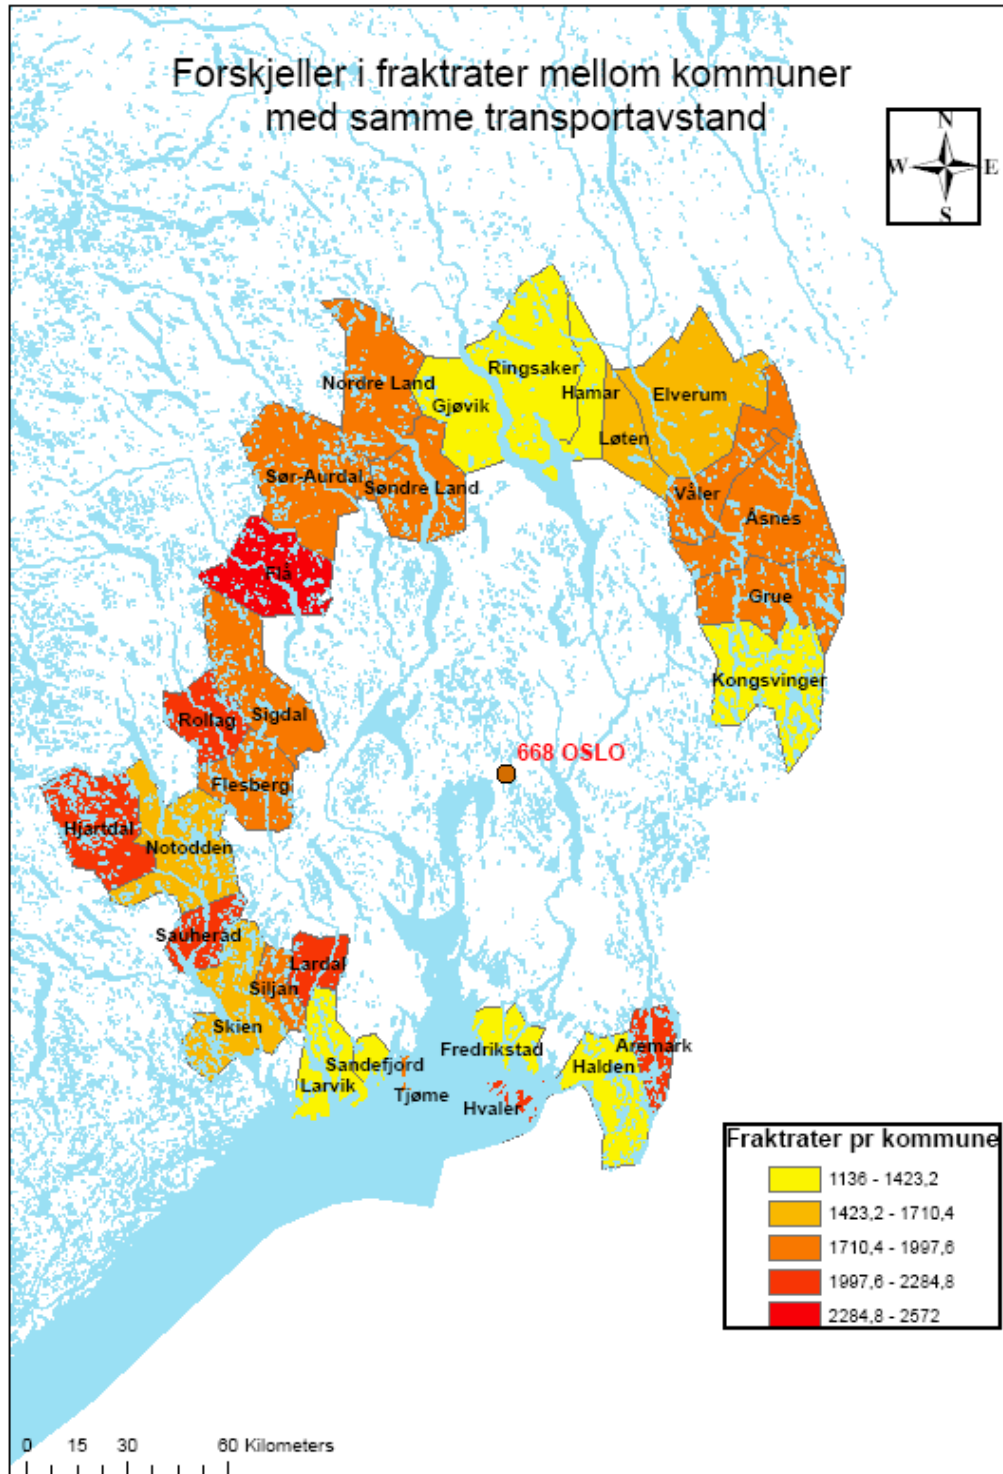 Forskjeller i fraktrater mellom kommuner
med samme transportavstand
N
W E
S
Ringsaker
Nordre Land
Hamar
Elverum
Gjøvik
Løten
Sør-Aurdal
Søndre Land
Våler
Åsnes
Flå
Grue
Kongsvinger
Sigdal
Rollag
668 OSLO
Flesberg
Hjartdal
Notodden
Sauherad
Lardal
Siljan
Skien
Fredrikstad
Aremark
Sandefjord
Halden
Larvik
Tjøme
Hvaler
Fraktrater pr kommune
1136 - 1423,2
1423,2 - 1710,4
1710,4 - 1997,6
1997,6 - 2284,8
2284,8 - 2572
0 15 30 60 Kilometers